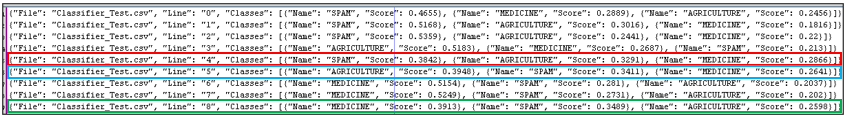 {"File": "Classifier_Test.csv", "Line": "0", "Classes": [{"Name": "SPAM", "Score": 0.4655}, {"Name": "MEDICINE", "Score": 0.2889}, {"Name": "AGRICULTURE", "Score": 0.2456}]}
{"File": "Classifier_Test.csv", "Line": "1", "Classes": [{"Name": "SPAM", "Score": 0.5168}, {"Name": "AGRICULTURE", "Score": 0.3016}, {"Name": "MEDICINE", "Score": 0.1816}]}
{"File": "Classifier_Test.csv", "Line": "2", "Classes": [{"Name": "SPAM", "Score": 0.5359}, {"Name": "AGRICULTURE", "Score": 0.2441}, {"Name": "MEDICINE", "Score": 0.22}]}
{"File": "Classifier_Test.csv", "Line": "3", "Classes": [{"Name": "AGRICULTURE", "Score": 0.5183}, {"Name": "MEDICINE", "Score": 0.2687}, {"Name": "SPAM", "Score": 0.213}]}
{"File": "Classifier_Test.csv", "Line": "4", "Classes": [{"Name": "SPAM", "Score": 0.3842}, {"Name": "AGRICULTURE", "Score": 0.3291}, {"Name": "MEDICINE", "Score": 0.2866}]}
{"File": "Classifier_Test.csv", "Line": "5", "Classes": [{"Name": "AGRICULTURE", "Score": 0.3948}, {"Name": "SPAM", "Score": 0.3411}, {"Name": "MEDICINE", "Score": 0.2641}]}
{"File": "Classifier_Test.csv", "Line": "6", "Classes": [{"Name": "MEDICINE", "Score": 0.5154}, {"Name": "SPAM", "Score": 0.281}, {"Name": "AGRICULTURE", "Score": 0.2037}]}
{"File": "Classifier_Test.csv", "Line": "7", "Classes": [{"Name": "MEDICINE", "Score": 0.5249}, {"Name": "SPAM", "Score": 0.2731}, {"Name": "AGRICULTURE", "Score": 0.202}]}
{"File": "Classifier_Test.csv", "Line": "8", "Classes": [{"Name": "MEDICINE", "Score": 0.3913}, {"Name": "SPAM", "Score": 0.3489}, {"Name": "AGRICULTURE", "Score": 0.2598}]}